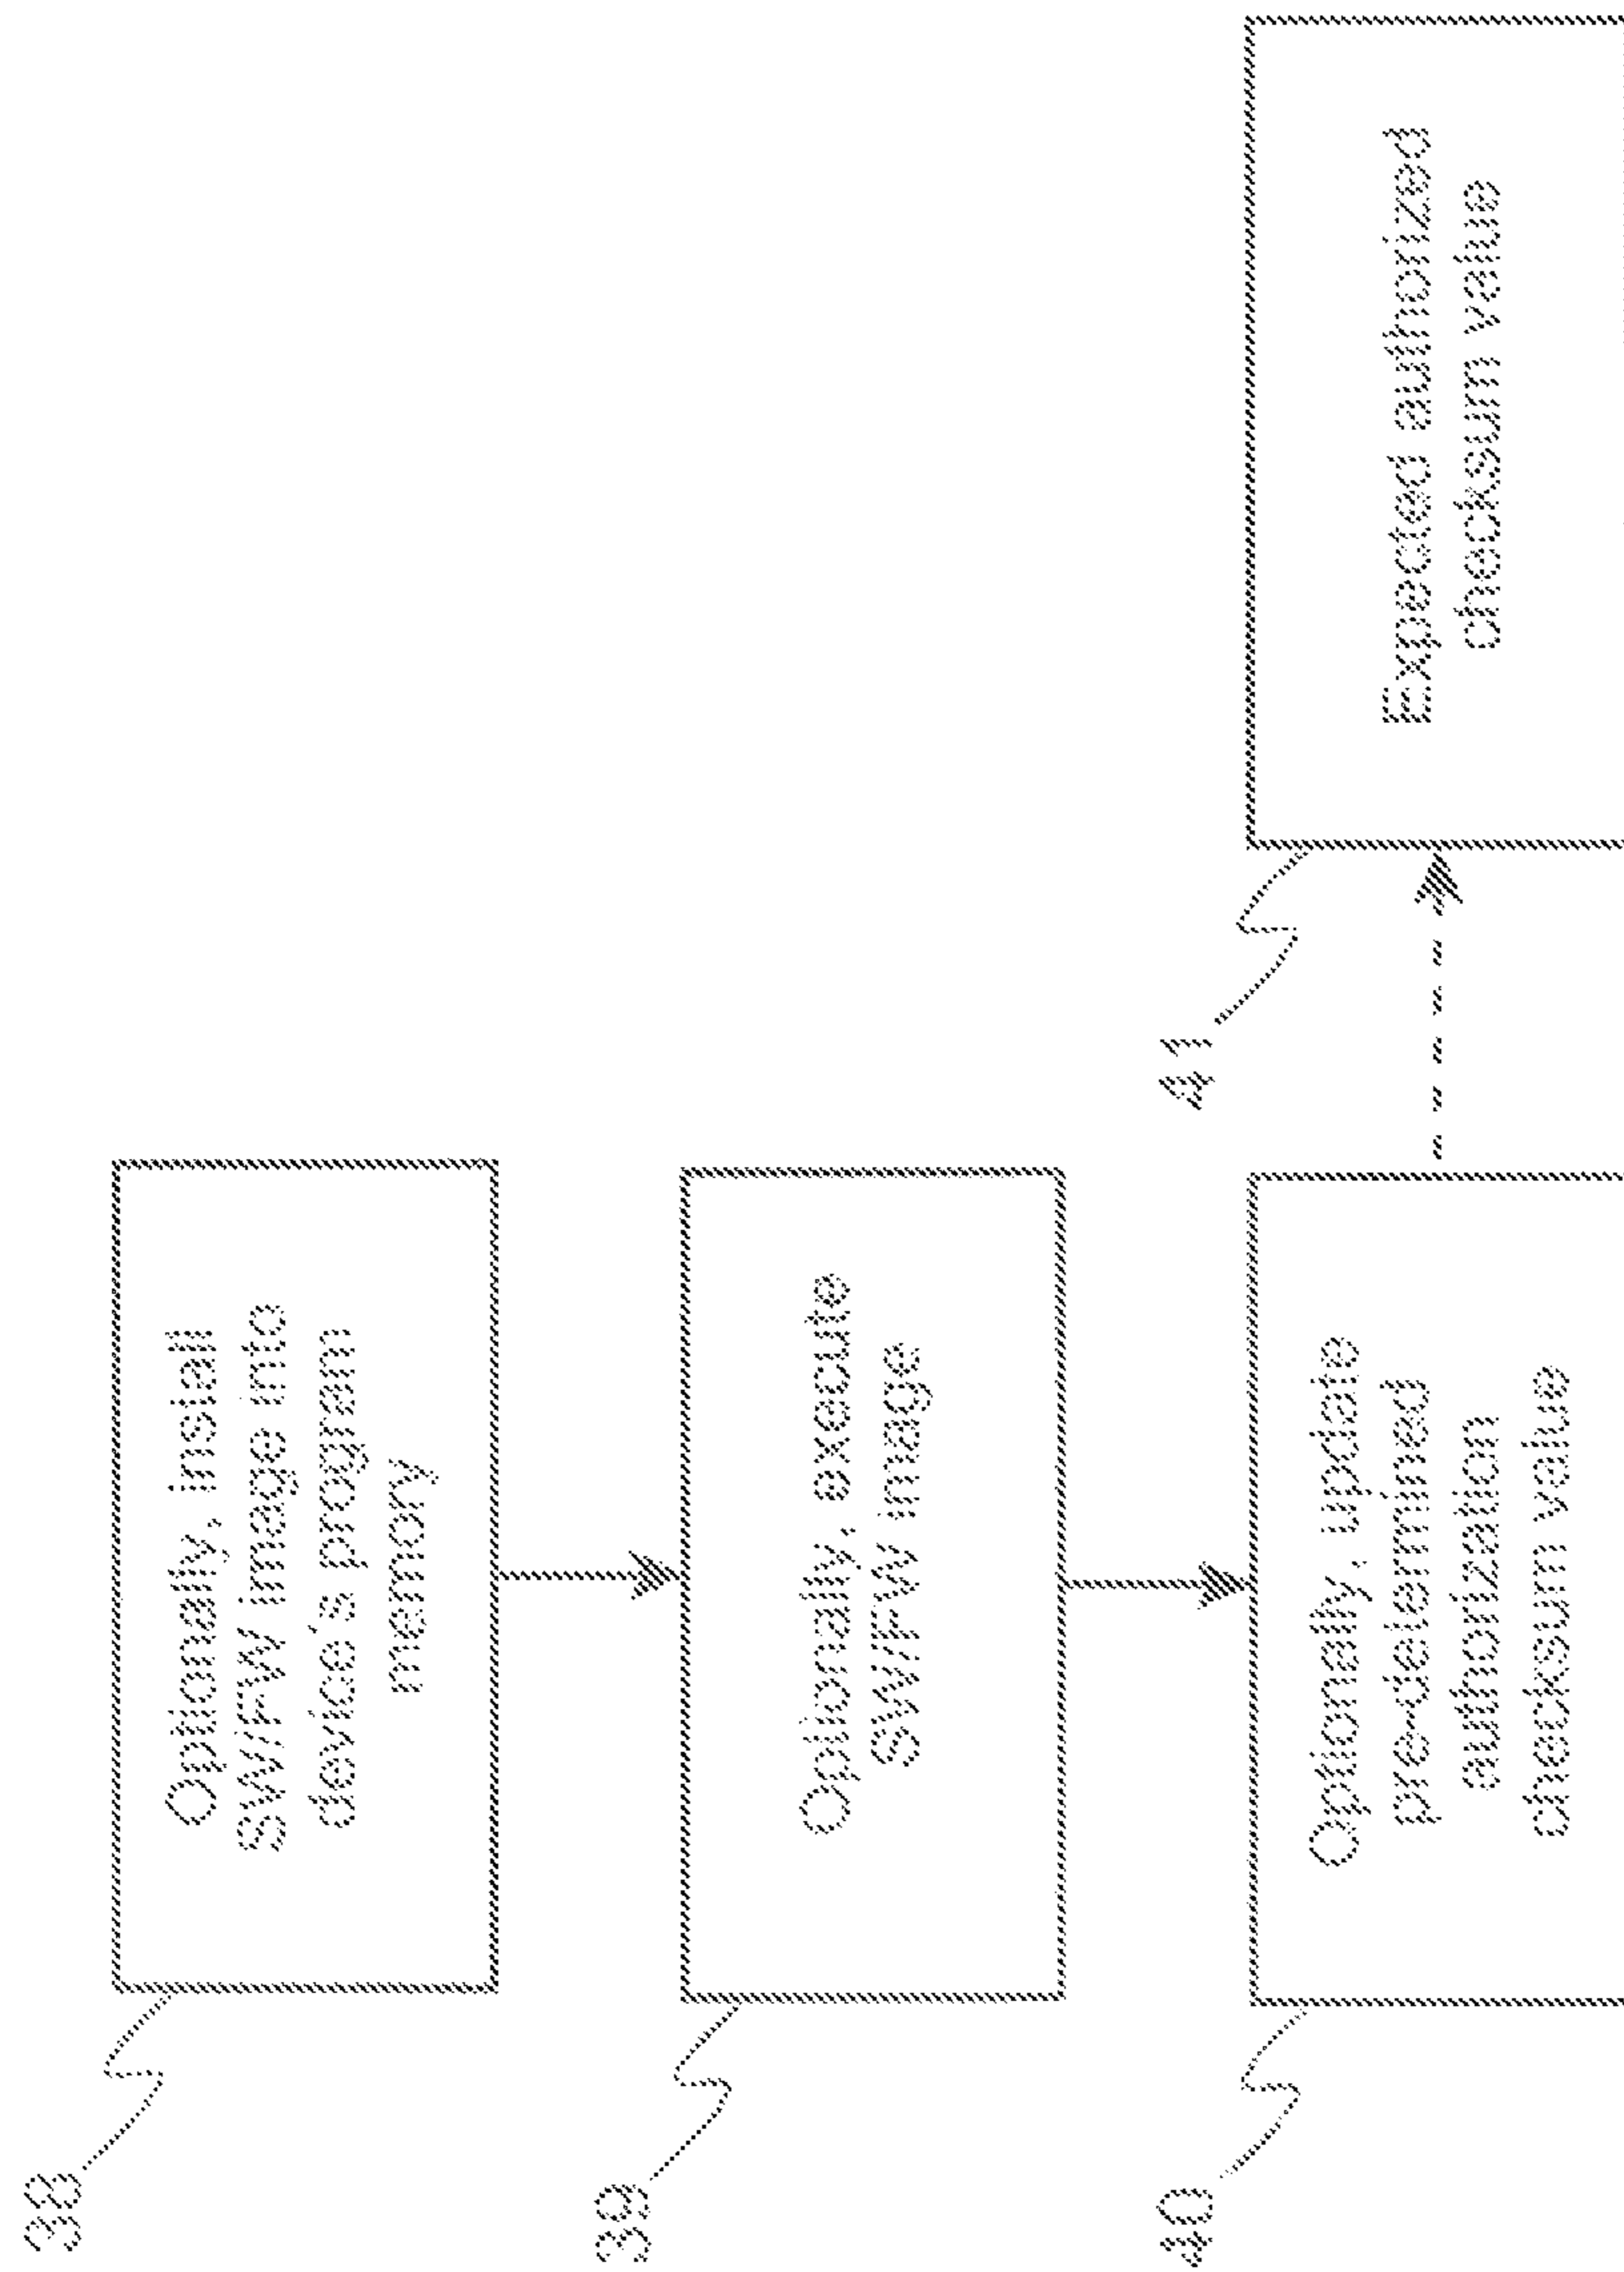 38
Optionally, install
SW/FW image into
device's program
memory
39
Optionally, execute
SW/FW image
40
Optionally, update
pre-determined
authorization
checksum value
41
Expected authorized
checksum value